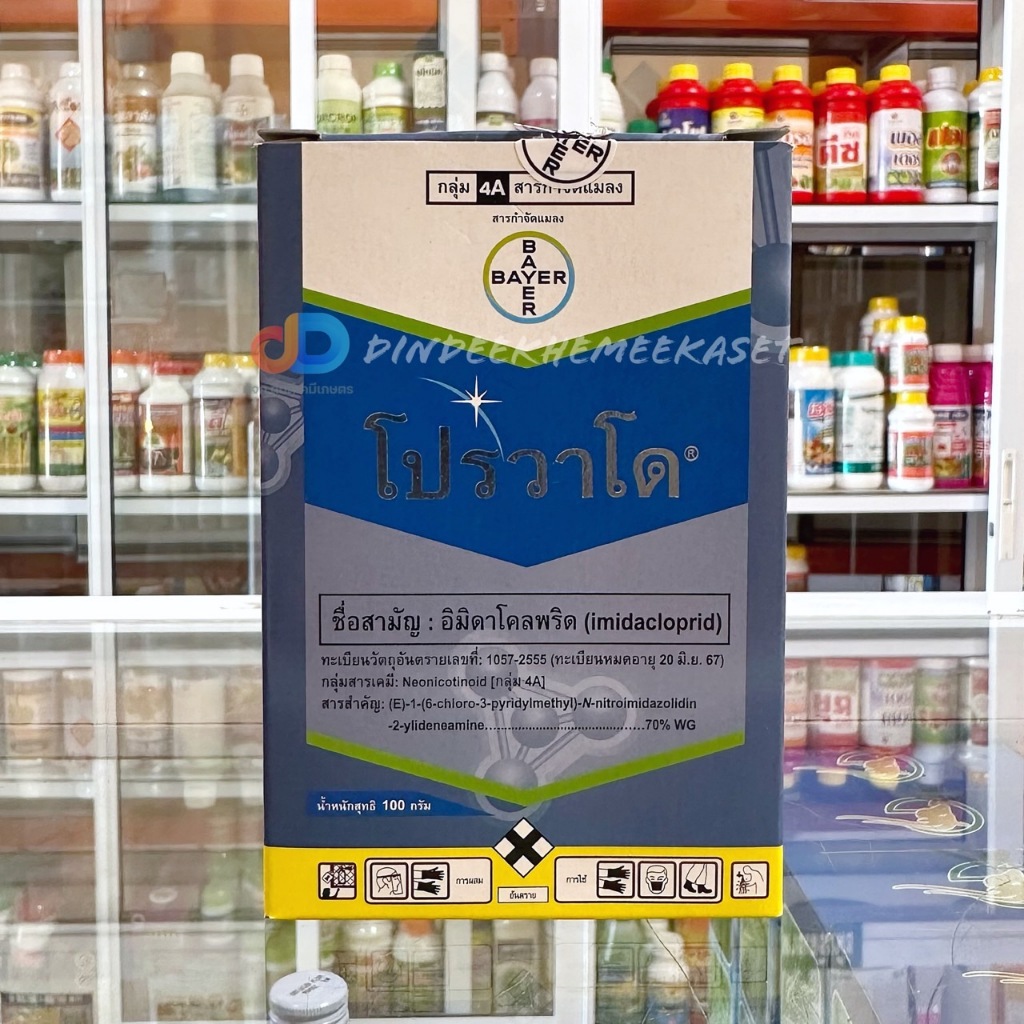 กลุ่ม 4A สารกำจัดแมลง
สารกำจัดแมลง
BAYER
BAYER
DINDEEKHEMEEKASET
โปรวาโด®
ชื่อสามัญ : อิมิดาโคลพริด (imidacloprid)
ทะเบียนวัตถุอันตรายเลขที่: 1057-2555 (ทะเบียนหมดอายุ 20 มิ.ย. 67)
กลุ่มสารเคมี: Neonicotinoid [กลุ่ม 4A]
สารสำคัญ: (E)-1-(6-chloro-3-pyridylmethyl)-N-nitroimidazolidin
-2-ylideneamine............................................70% WG
น้ำหนักสุทธิ 100 กรัม
การผสม
การใช้
อันตราย